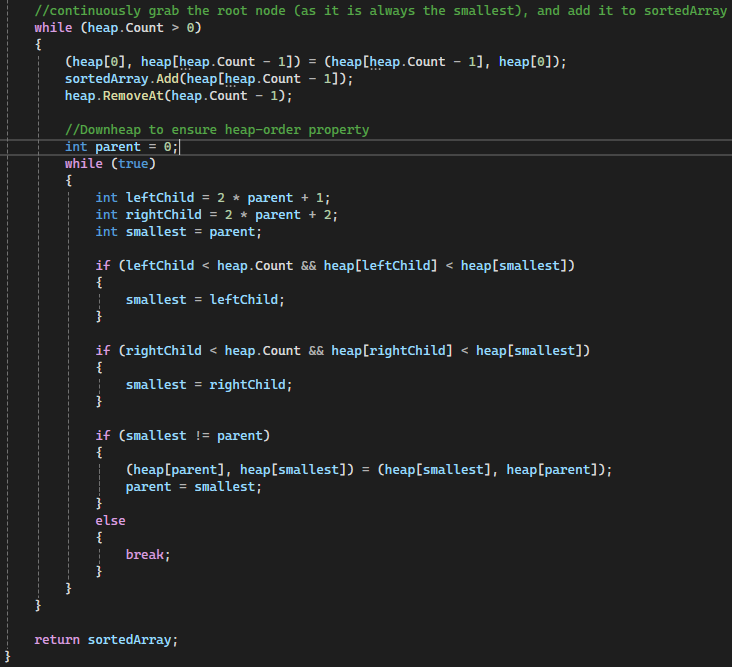 //continuously grab the root node (as it is always the smallest), and add it to sortedArray
while (heap.Count > 0)
{
(heap[0], heap[heap.Count - 1]) = (heap[heap.Count - 1], heap[0]);
sortedArray.Add(heap[heap.Count - 1]);
heap.RemoveAt(heap.Count - 1);
//Downheap to ensure heap-order property
int parent = 0;
while (true)
{
int leftChild = 2 * parent + 1;
int rightChild = 2 * parent + 2;
int smallest = parent;
if (leftChild < heap.Count && heap[leftChild] < heap[smallest])
{
smallest = leftChild;
}
if (rightChild < heap.Count && heap[rightChild] < heap[smallest])
{
smallest = rightChild;
}
if (smallest != parent)
{
(heap[parent], heap[smallest]) = (heap[smallest], heap[parent]);
parent = smallest;
}
else
{
break;
}
}
}
return sortedArray;
}